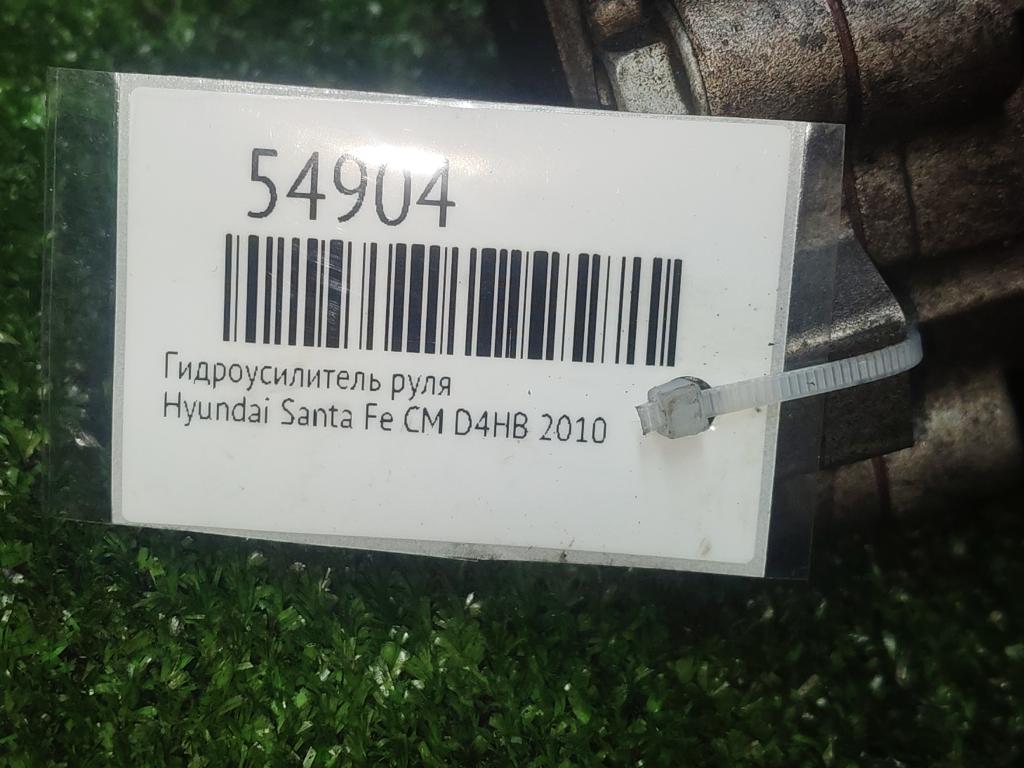 54904
Гидроусилитель руля
Hyundai Santa Fe CM D4HB 2010